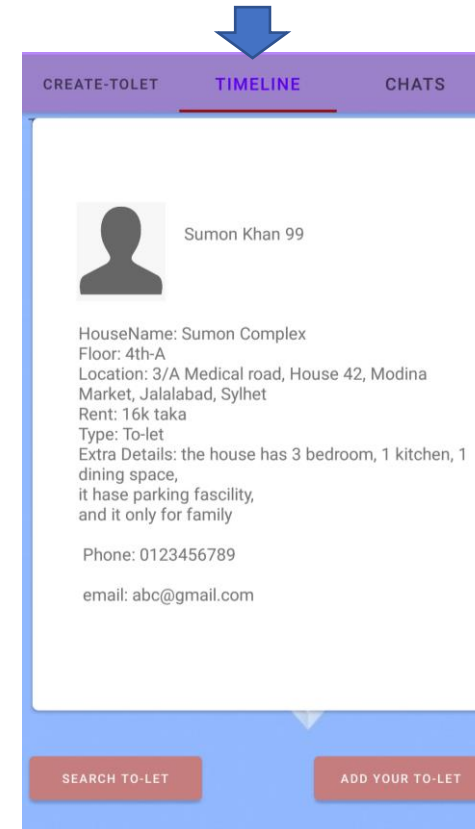 CREATE-TOLET TIMELINE CHATS
Sumon Khan 99
HouseName: Sumon Complex
Floor: 4th-A
Location: 3/A Medical road, House 42, Modina
Market, Jalalabad, Sylhet
Rent: 16k taka
Type: To-let
Extra Details: the house has 3 bedroom, 1 kitchen, 1
dining space,
it hase parking fascility,
and it only for family
Phone: 0123456789
email: abc@gmail.com
SEARCH TO-LET ADD YOUR TO-LET